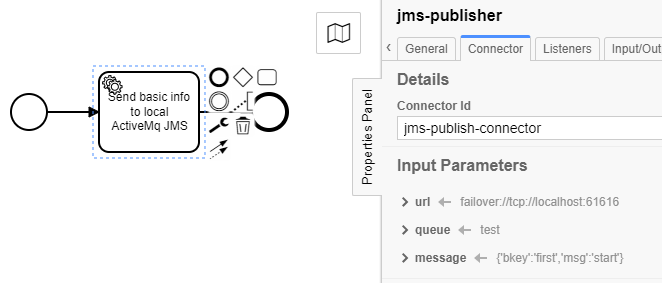 jms-publisher
General
Connector
Listeners
Input/Out
Details
Connector Id
jms-publish-connector
Input Parameters
url failover://tcp://localhost:61616
queue test
message {'bkey':'first','msg':'start'}
Properties Panel
Send basic info
to local
ActiveMq JMS